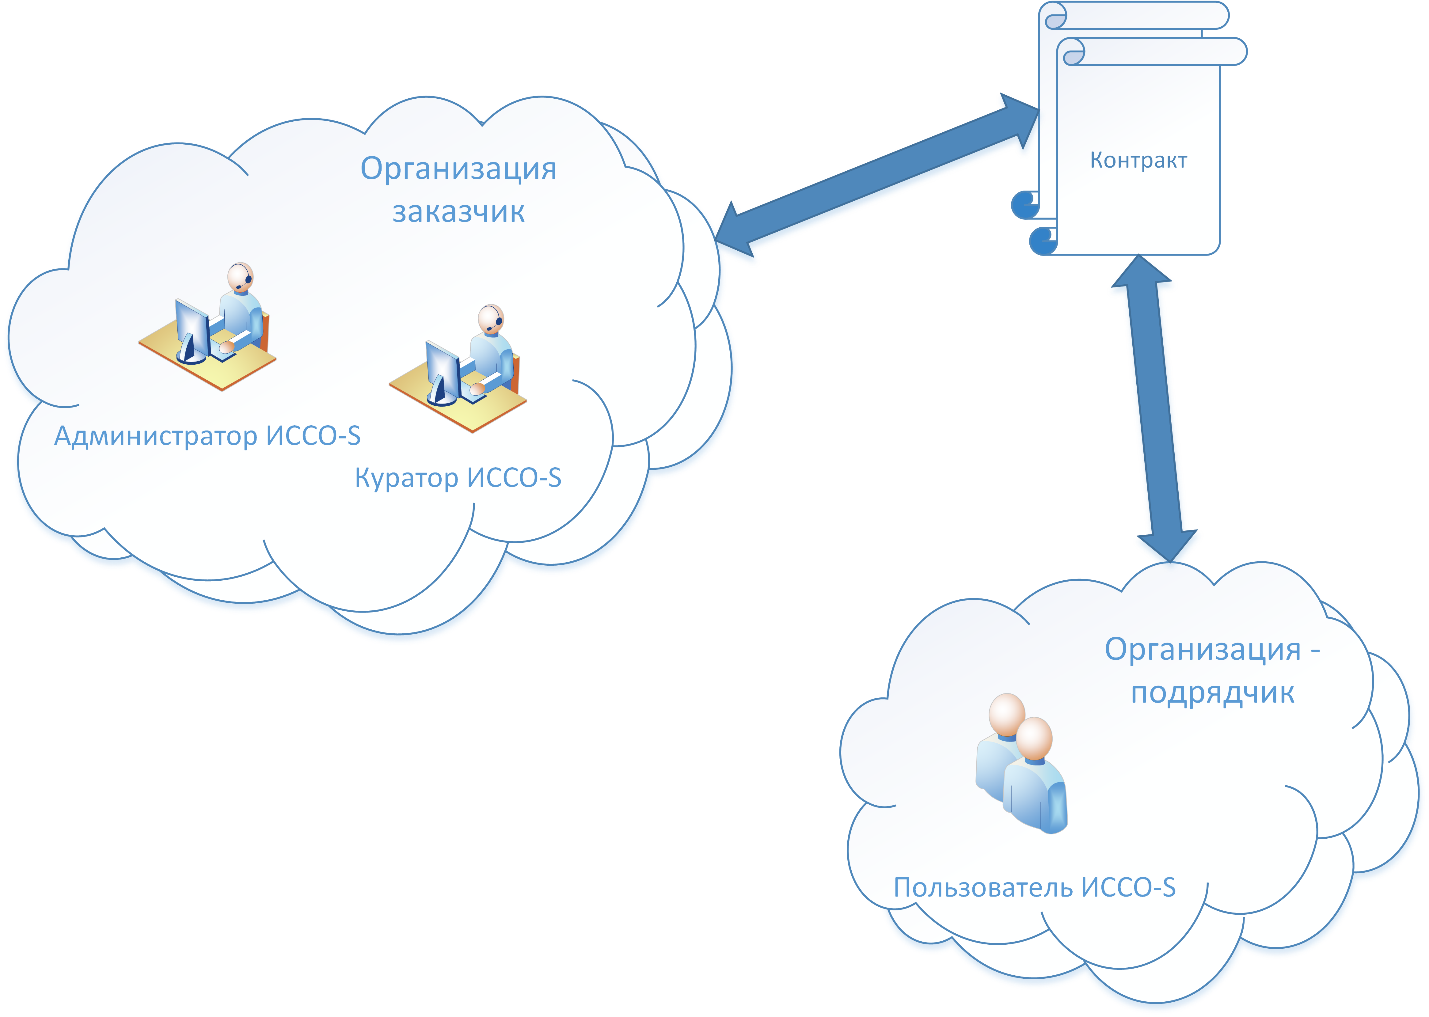 Организация
заказчик
Контракт
Администратор ИССО-S
Куратор ИССО-S
Организация -
подрядчик
Пользователь ИССО-S